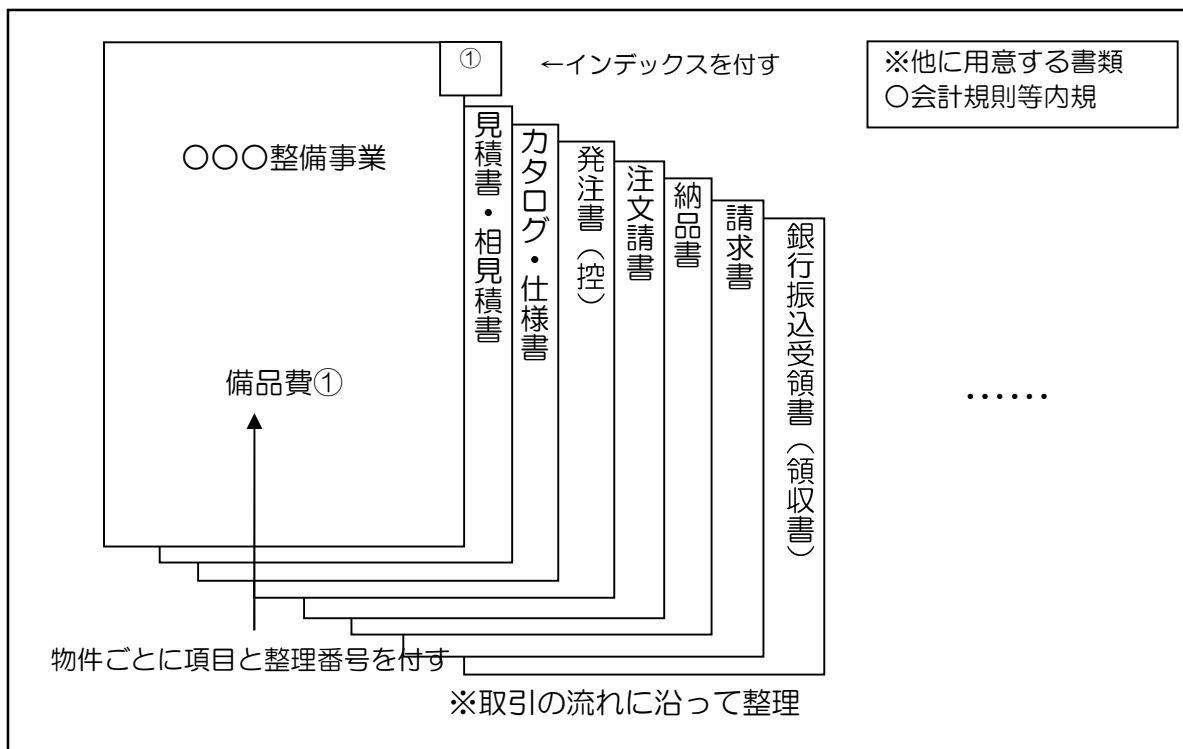 ①
←インデックスを付す
※他に用意する書類
○会計規則等内規
○○○整備事業
備品費①
見積書・相見積書
カタログ・仕様書
発注書（控）
注文請書
納品書
請求書
銀行振込受領書（領収書）
……
物件ごとに項目と整理番号を付す
※取引の流れに沿って整理